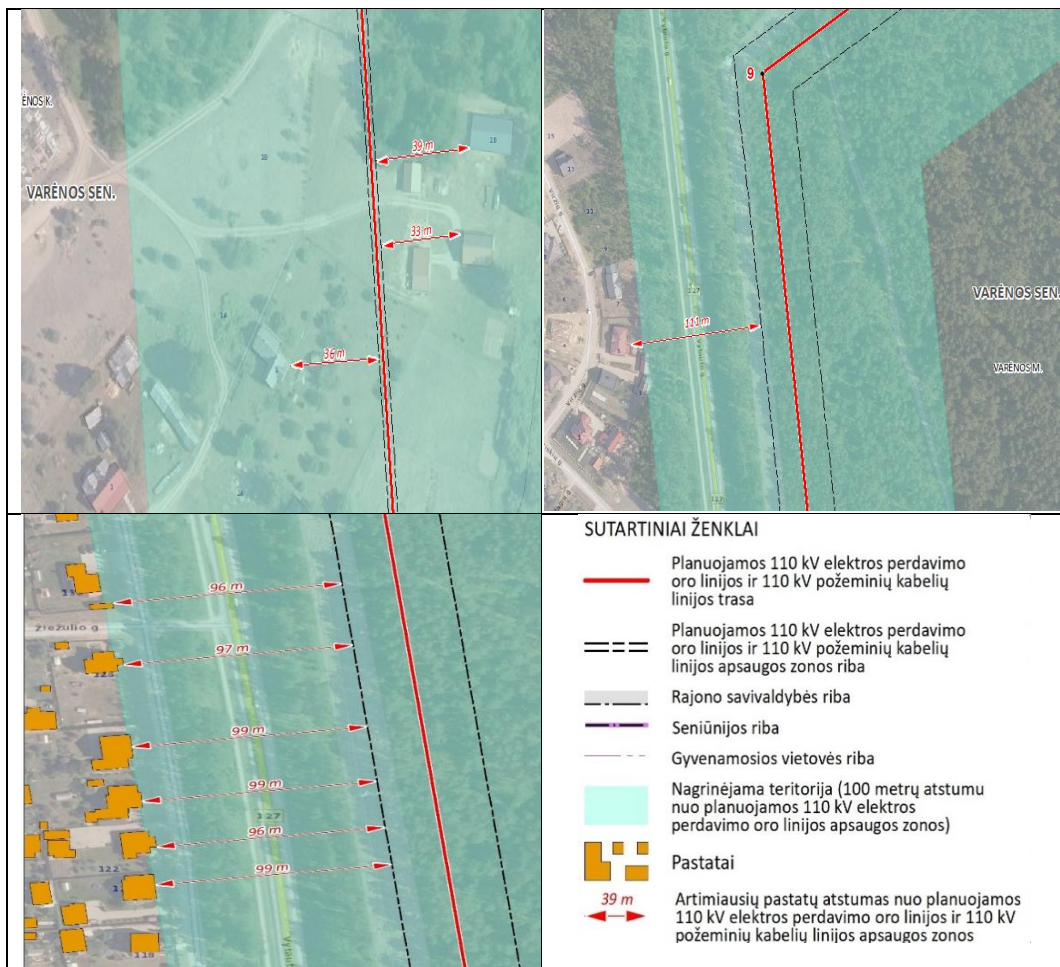 ĖNOS K.
VARĖNOS SEN.
39 m
33 m
36 m
9
111 m
127
VARĖNOS SEN.
VARĖNOS M.
96 m
Žiežulio g.
97 m
99 m
99 m
127
96 m
122
99 m
118
SUTARTINIAI ŽENKLAI
Planuojamos 110 kV elektros perdavimo
oro linijos ir 110 kV požeminių kabelių
linijos trasa
Planuojamos 110 kV elektros perdavimo
oro linijos ir 110 kV požeminių kabelių
linijos apsaugos zonos riba
Rajono savivaldybės riba
Seniūnijos riba
Gyvenamosios vietovės riba
Nagrinėjama teritorija (100 metrų atstumu
nuo planuojamos 110 kV elektros
perdavimo oro linijos apsaugos zonos)
Pastatai
39 m
Artimiausių pastatų atstumas nuo planuojamos
110 kV elektros perdavimo oro linijos ir 110 kV
požeminių kabelių linijos apsaugos zonos